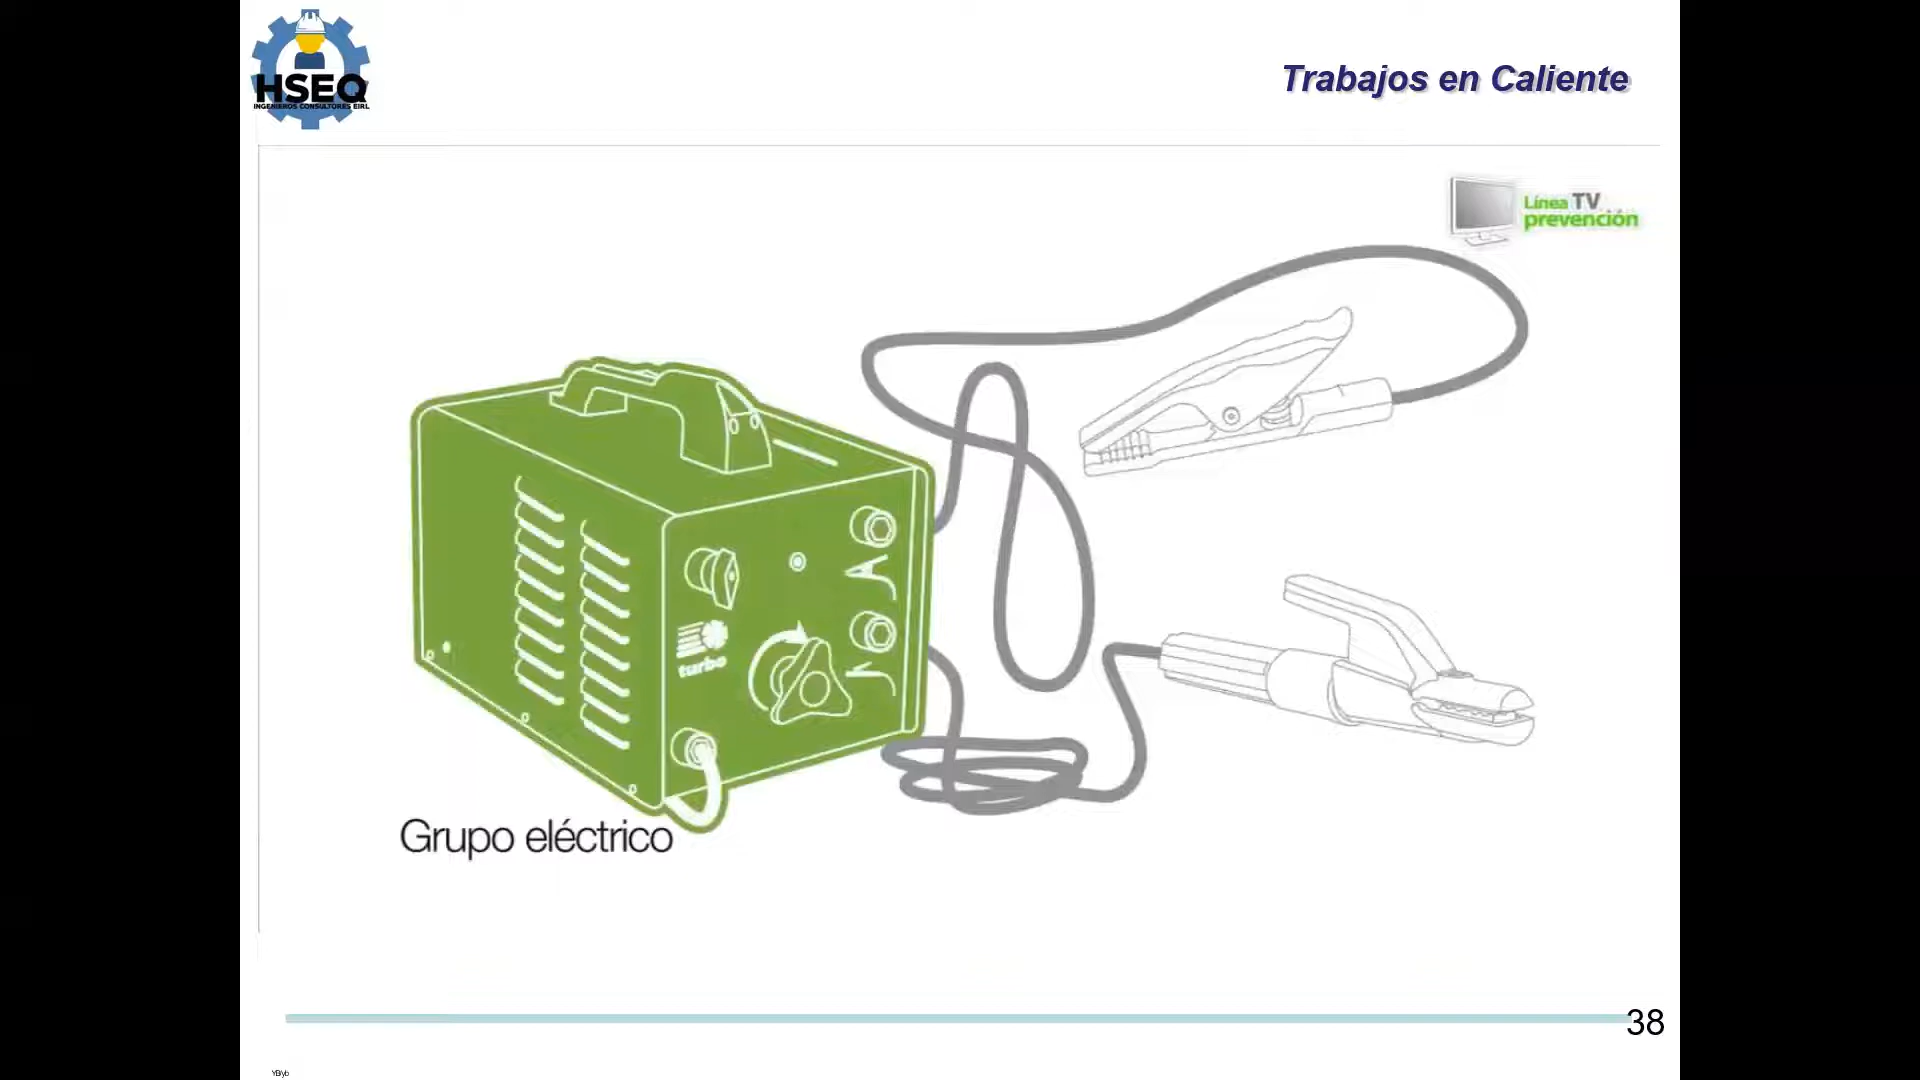 HSEQ
INGENIEROS CONSULTORES EIRL
Trabajos en Caliente
Línea TV
prevención
turbo
Grupo eléctrico
38